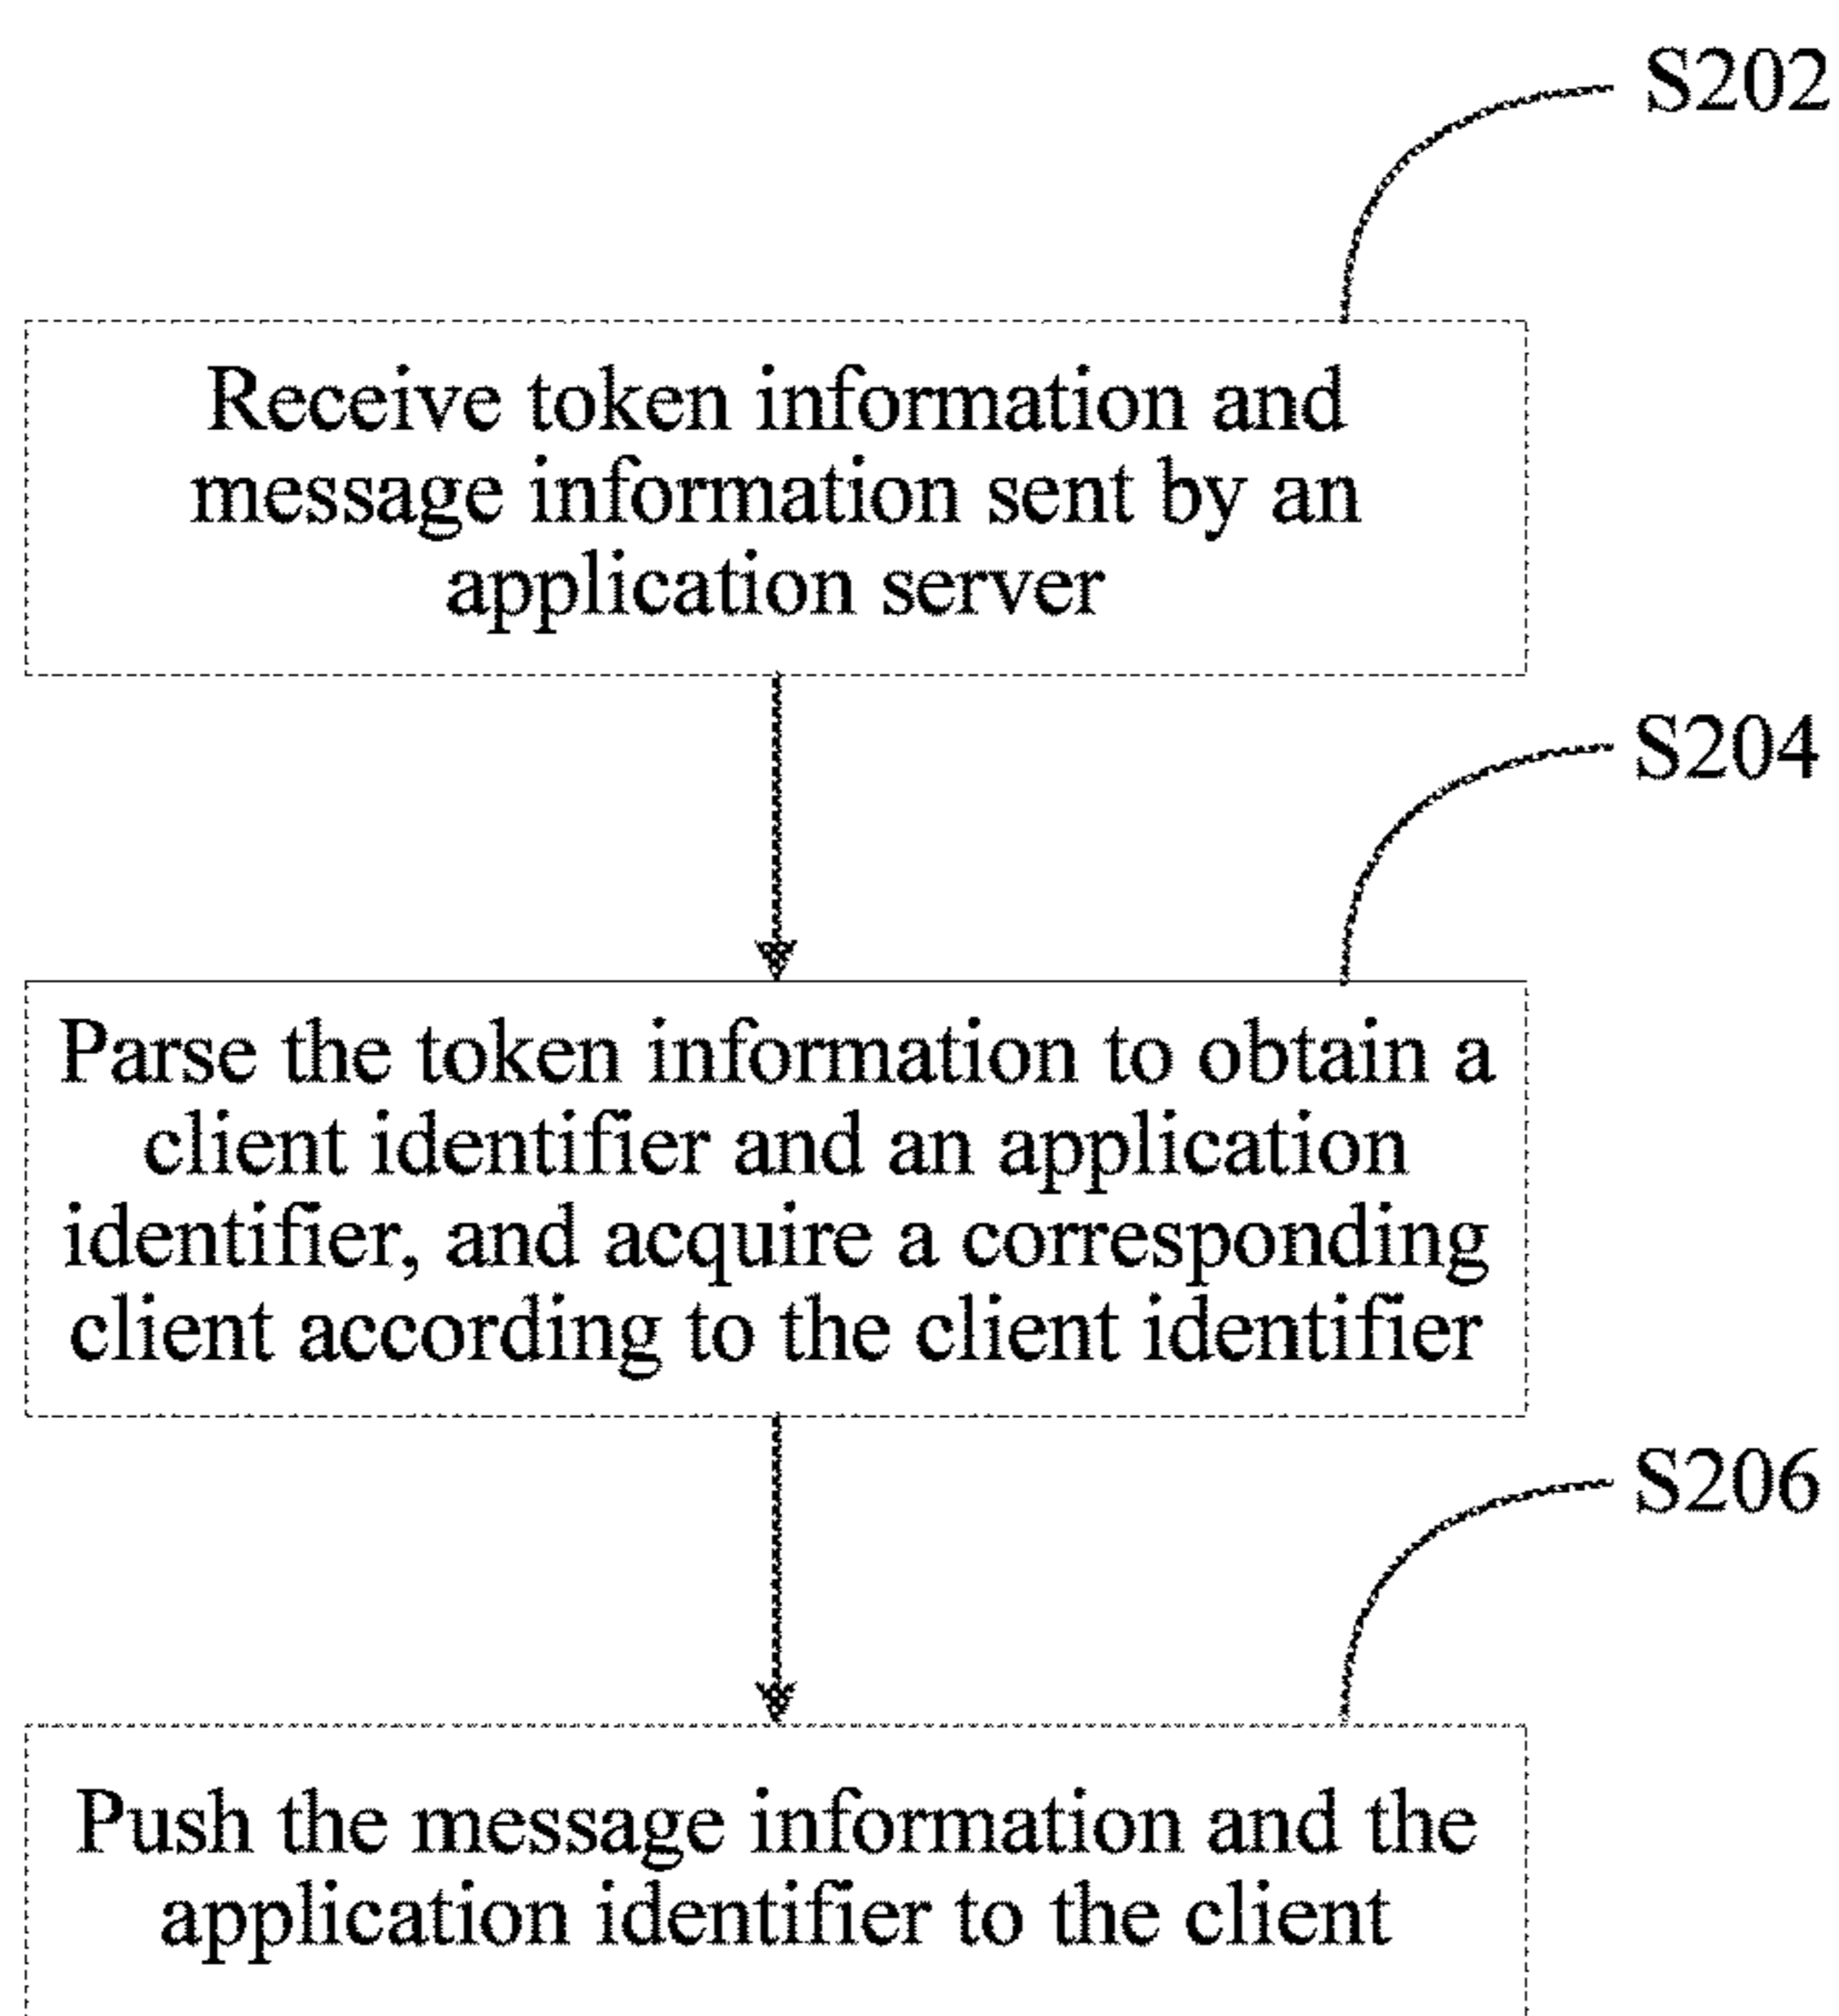 S202
Receive token information and
message information sent by an
application server
S204
Parse the token information to obtain a
client identifier and an application
identifier, and acquire a corresponding
client according to the client identifier
S206
Push the message information and the
application identifier to the client